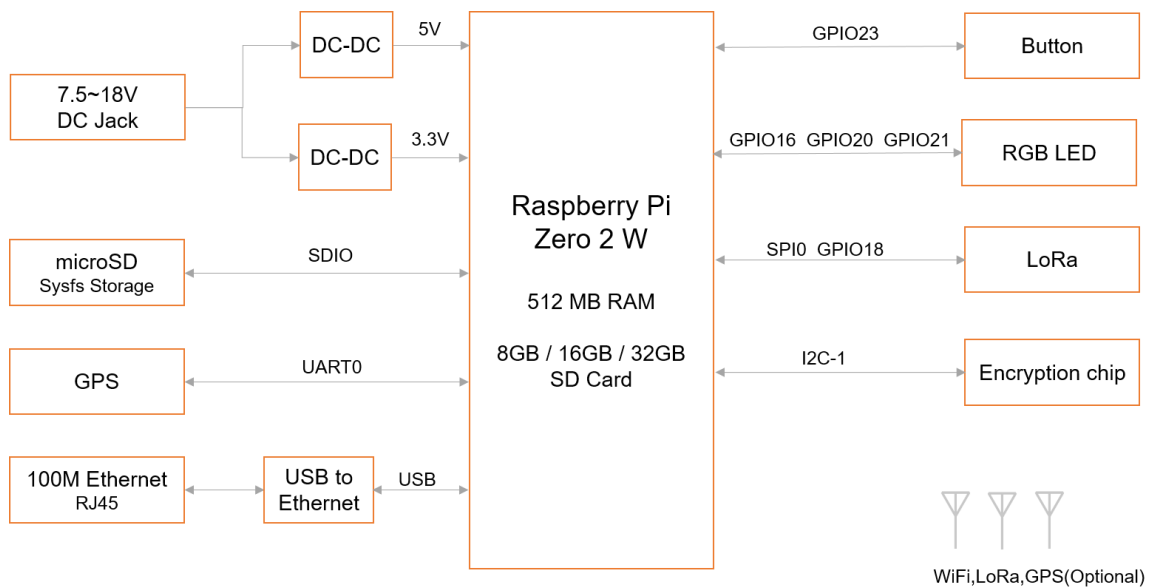 7.5~18V
DC Jack
DC-DC
5V
DC-DC
3.3V
microSD
Sysfs Storage
SDIO
GPS
UART0
100M Ethernet
RJ45
USB to
Ethernet
USB
Raspberry Pi
Zero 2 W
512 MB RAM
8GB / 16GB / 32GB
SD Card
GPIO23
Button
GPIO16 GPIO20 GPIO21
RGB LED
SPI0 GPIO18
LoRa
I2C-1
Encryption chip
WiFi,LoRa,GPS(Optional)